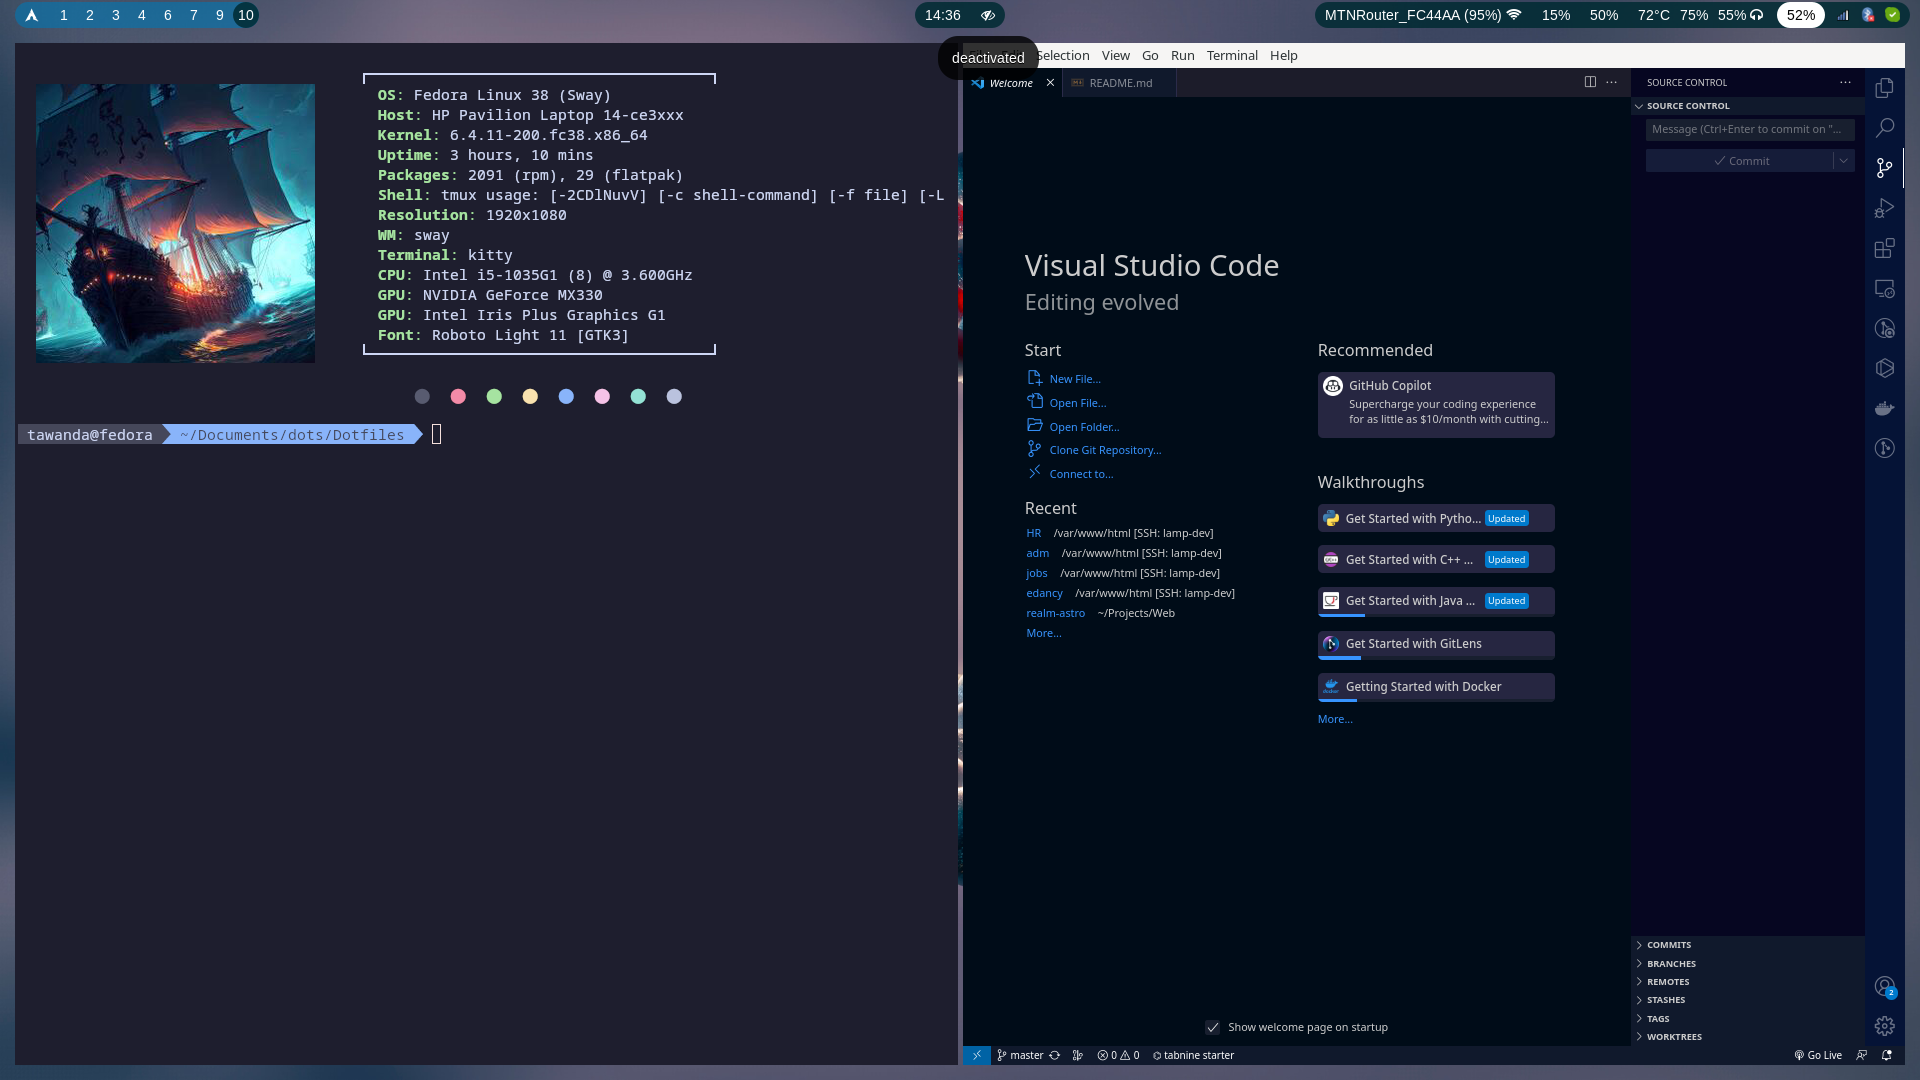 1 2 3 4 6 7 9 10
14:36
MTNRouter_FC44AA (95%) 15% 50% 72°C 75% 55% 52%
deactivated
Selection View Go Run Terminal Help
OS: Fedora Linux 38 (Sway)
Host: HP Pavilion Laptop 14-ce3xxx
Kernel: 6.4.11-200.fc38.x86_64
Uptime: 3 hours, 10 mins
Packages: 2091 (rpm), 29 (flatpak)
Shell: tmux usage: [-2CDlNuvV] [-c shell-command] [-f file] [-L
Resolution: 1920x1080
WM: sway
Terminal: kitty
CPU: Intel i5-1035G1 (8) @ 3.600GHz
GPU: NVIDIA GeForce MX330
GPU: Intel Iris Plus Graphics G1
Font: Roboto Light 11 [GTK3]
tawanda@fedora ~/Documents/dots/Dotfiles
Welcome README.md
Visual Studio Code
Editing evolved
Start
New File...
Open File...
Open Folder...
Clone Git Repository...
Connect to...
Recent
HR /var/www/html [SSH: lamp-dev]
adm /var/www/html [SSH: lamp-dev]
jobs /var/www/html [SSH: lamp-dev]
edancy /var/www/html [SSH: lamp-dev]
realm-astro ~/Projects/Web
More...
Recommended
GitHub Copilot
Supercharge your coding experience
for as little as $10/month with cutting...
Walkthroughs
Get Started with Pytho... Updated
Get Started with C++ ... Updated
Get Started with Java ... Updated
Get Started with GitLens
Getting Started with Docker
More...
Show welcome page on startup
SOURCE CONTROL
SOURCE CONTROL
Message (Ctrl+Enter to commit on "...
Commit
COMMITS
BRANCHES
REMOTES
STASHES
TAGS
WORKTREES
2
master 0 0 tabnine starter
Go Live